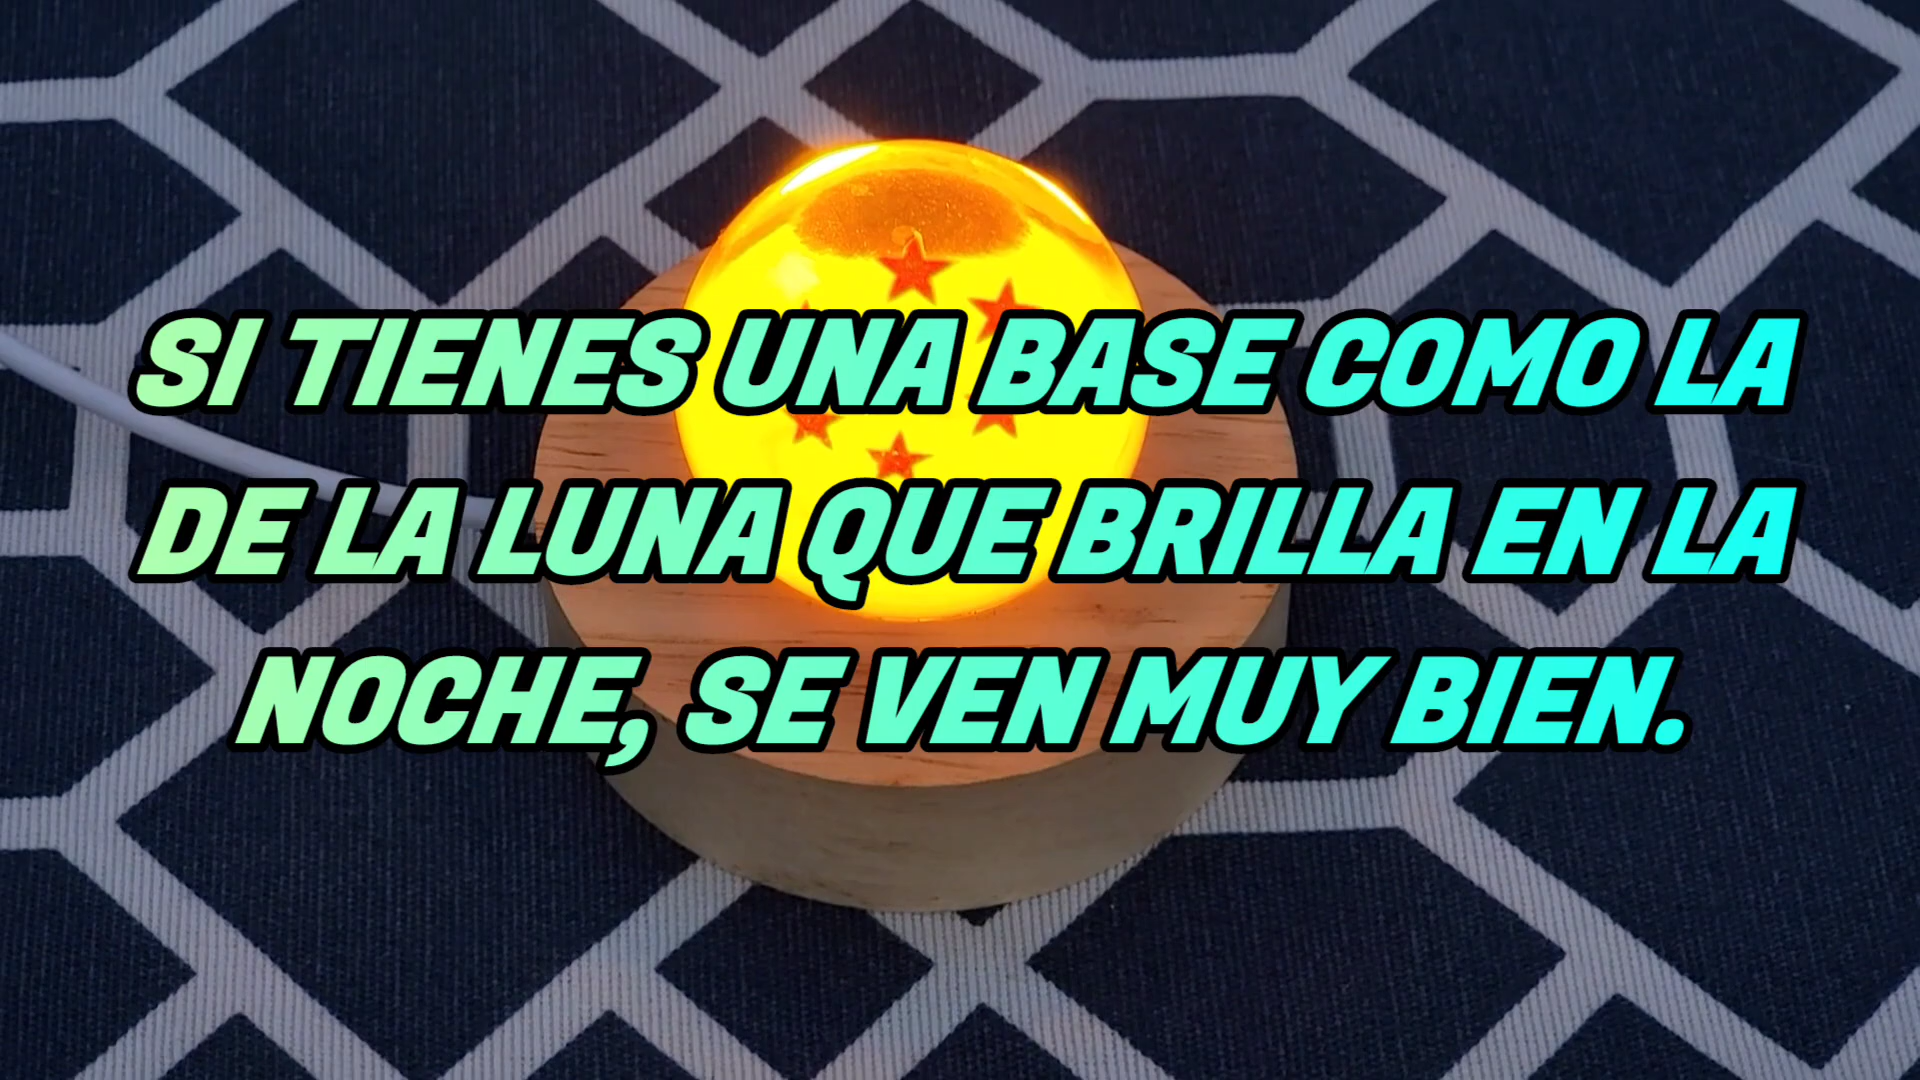 SI TIENES UNA BASE COMO LA
DE LA LUNA QUE BRILLA EN LA
NOCHE, SE VEN MUY BIEN.